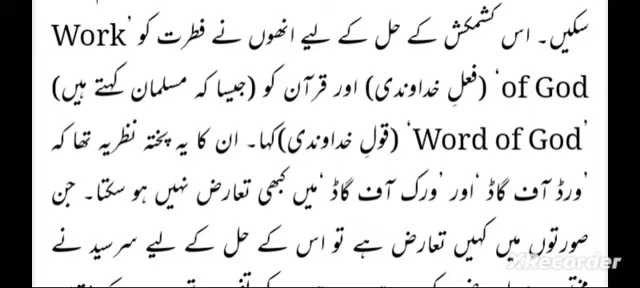 سکیں۔ اس کشمکش کے حل کے لیے انھوں نے فطرت کو ’Work
of God‘ (فعلِ خداوندی) اور قرآن کو (جیسا کہ مسلمان کہتے ہیں)
’Word of God‘ (قولِ خداوندی) کہا۔ ان کا یہ پختہ نظریہ تھا کہ
’ورڈ آف گاڈ‘ اور ’ورک آف گاڈ‘ میں کبھی تعارض نہیں ہو سکتا۔ جن
صورتوں میں کہیں تعارض ہے تو اس کے حل کے لیے سرسید نے
XRecorder